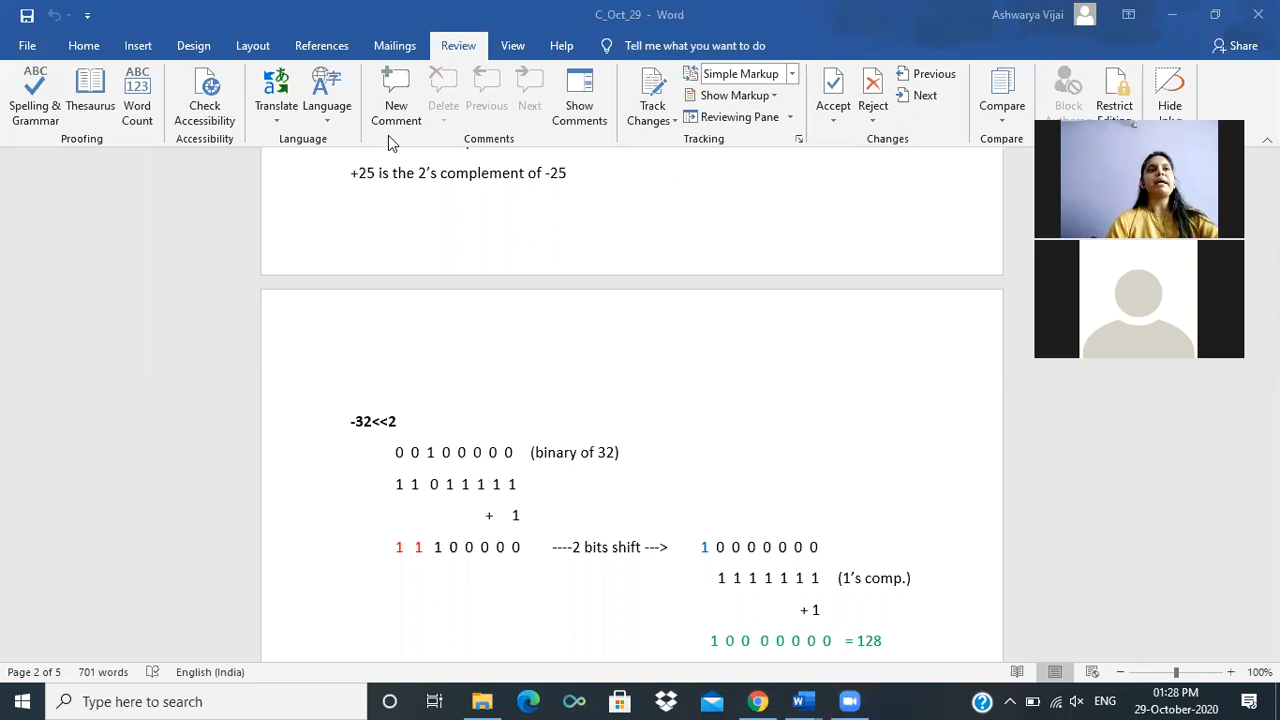 C_Oct_29 - Word
Ashwarya Vijai
File Home Insert Design Layout References Mailings Review View Help Tell me what you want to do Share
ABC ABC 123
Simple Markup
Previous
Show Markup
Next
Reviewing Pane
Spelling & Grammar
Thesaurus
Word Count
Check Accessibility
Translate
Language
New Comment
Delete
Previous
Next
Show Comments
Track Changes
Accept
Reject
Compare
Block
Restrict Editing
Hide
Proofing Accessibility Language Comments Tracking Changes Compare
+25 is the 2’s complement of -25
-32<<2
0 0 1 0 0 0 0 0 (binary of 32)
1 1 0 1 1 1 1 1
+ 1
1 1 1 0 0 0 0 0 ----2 bits shift ---> 1 0 0 0 0 0 0 0
1 1 1 1 1 1 1 (1’s comp.)
+ 1
1 0 0 0 0 0 0 0 = 128
Page 2 of 5 701 words English (India) 100%
Type here to search
ENG
01:28 PM
29-October-2020